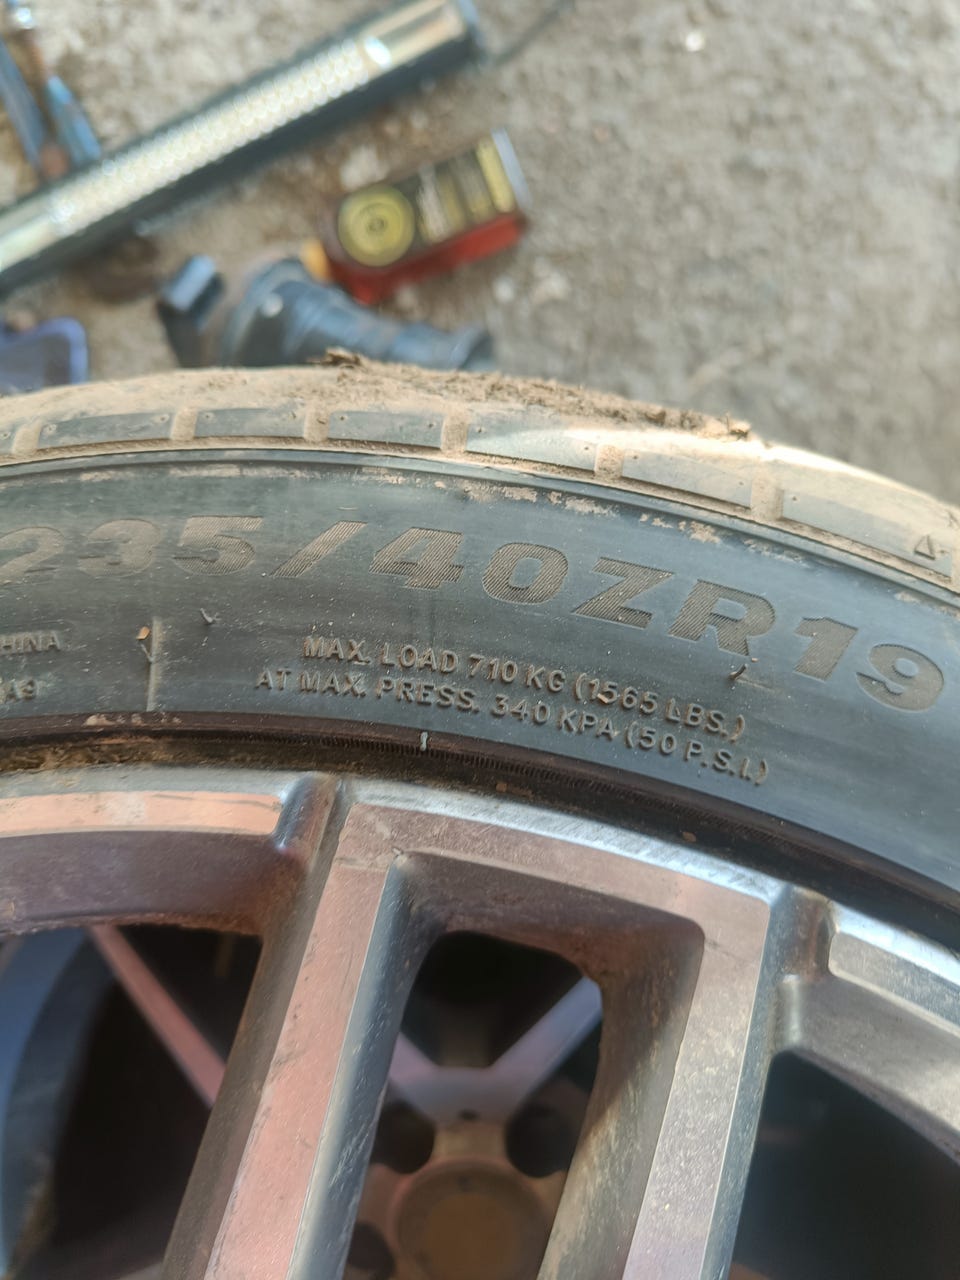 235/40ZR19
MAX. LOAD 710 KG (1565 LBS.)
AT MAX. PRESS. 340 KPA (50 P.S.I.)